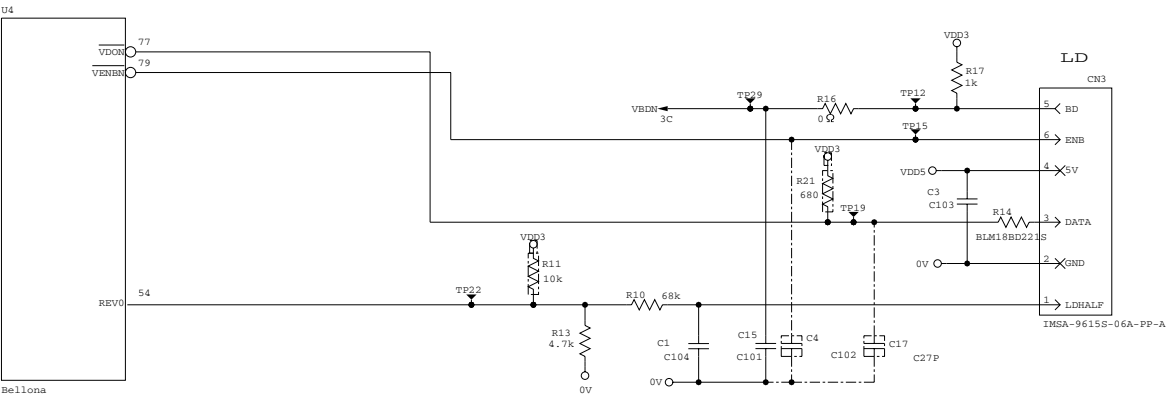 U4
VDON
77
VENBN
79
REV0
54
Bellona
VDD3
R17
1k
LD
CN3
VBDN
3C
TP29
R16
0Ω
TP12
5
BD
TP15
6
ENB
VDD3
R21
680
VDD5
4
5V
C3
C103
TP19
R14
BLM18BD221S
3
DATA
0V
2
GND
VDD3
R11
10k
TP22
R10
68k
1
LDHALF
IMSA-9615S-06A-PP-A
R13
4.7k
0V
C1
C104
C15
C101
C4
C102
C17
C27P
0V